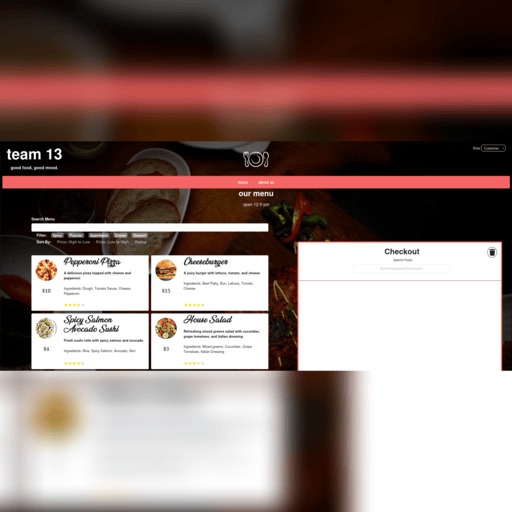 team 13
good food, good mood.
Role: Customer
menu about us
our menu
open 12-9 pm
Search Menu
Filter: Spicy Popular Appetizers Entree Dessert
Sort By: Price: High to Low Price: Low to High Rating
Pepperoni Pizza
A delicious pizza topped with cheese and
pepperoni
$10
Ingredients: Dough, Tomato Sauce, Cheese,
Pepperoni
Cheeseburger
A juicy burger with lettuce, tomato, and cheese
$13
Ingredients: Beef Patty, Bun, Lettuce, Tomato,
Cheese
Spicy Salmon
Avocado Sushi
Fresh sushi rolls with spicy salmon and avocado
$4
Ingredients: Rice, Spicy Salmon, Avocado, Nori
House Salad
Refreshing mixed greens salad with cucumber,
grape tomatoes, and Italian dressing
$3
Ingredients: Mixed greens, Cucumber, Grape
Tomatoes, Italian Dressing
Checkout
Search Food